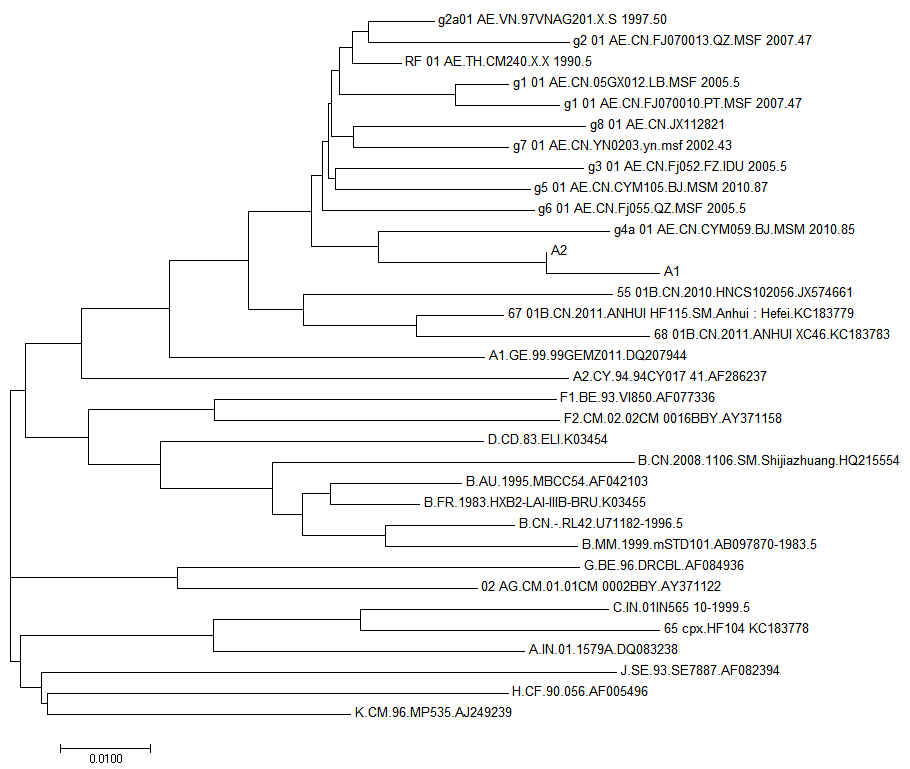 g2a01 AE.VN.97VNAG201.X.S 1997.50
g2 01 AE.CN.FJ070013.QZ.MSF 2007.47
RF 01 AE.TH.CM240.X.X 1990.5
g1 01 AE.CN.05GX012.LB.MSF 2005.5
g1 01 AE.CN.FJ070010.PT.MSF 2007.47
g8 01 AE.CN.JX112821
g7 01 AE.CN.YN0203.yn.msf 2002.43
g3 01 AE.CN.Fj052.FZ.IDU 2005.5
g5 01 AE.CN.CYM105.BJ.MSM 2010.87
g6 01 AE.CN.Fj055.QZ.MSF 2005.5
g4a 01 AE.CN.CYM059.BJ.MSM 2010.85
A2
A1
55 01B.CN.2010.HNCS102056.JX574661
67 01B.CN.2011.ANHUI HF115.SM.Anhui : Hefei.KC183779
68 01B.CN.2011.ANHUI XC46.KC183783
A1.GE.99.99GEMZ011.DQ207944
A2.CY.94.94CY017 41.AF286237
F1.BE.93.VI850.AF077336
F2.CM.02.02CM 0016BBY.AY371158
D.CD.83.ELI.K03454
B.CN.2008.1106.SM.Shijiazhuang.HQ215554
B.AU.1995.MBCC54.AF042103
B.FR.1983.HXB2-LAI-IIIB-BRU.K03455
B.CN.-.RL42.U71182-1996.5
B.MM.1999.mSTD101.AB097870-1983.5
G.BE.96.DRCBL.AF084936
02 AG.CM.01.01CM 0002BBY.AY371122
C.IN.01IN565 10-1999.5
65 cpx.HF104 KC183778
A.IN.01.1579A.DQ083238
J.SE.93.SE7887.AF082394
H.CF.90.056.AF005496
K.CM.96.MP535.AJ249239
0.0100